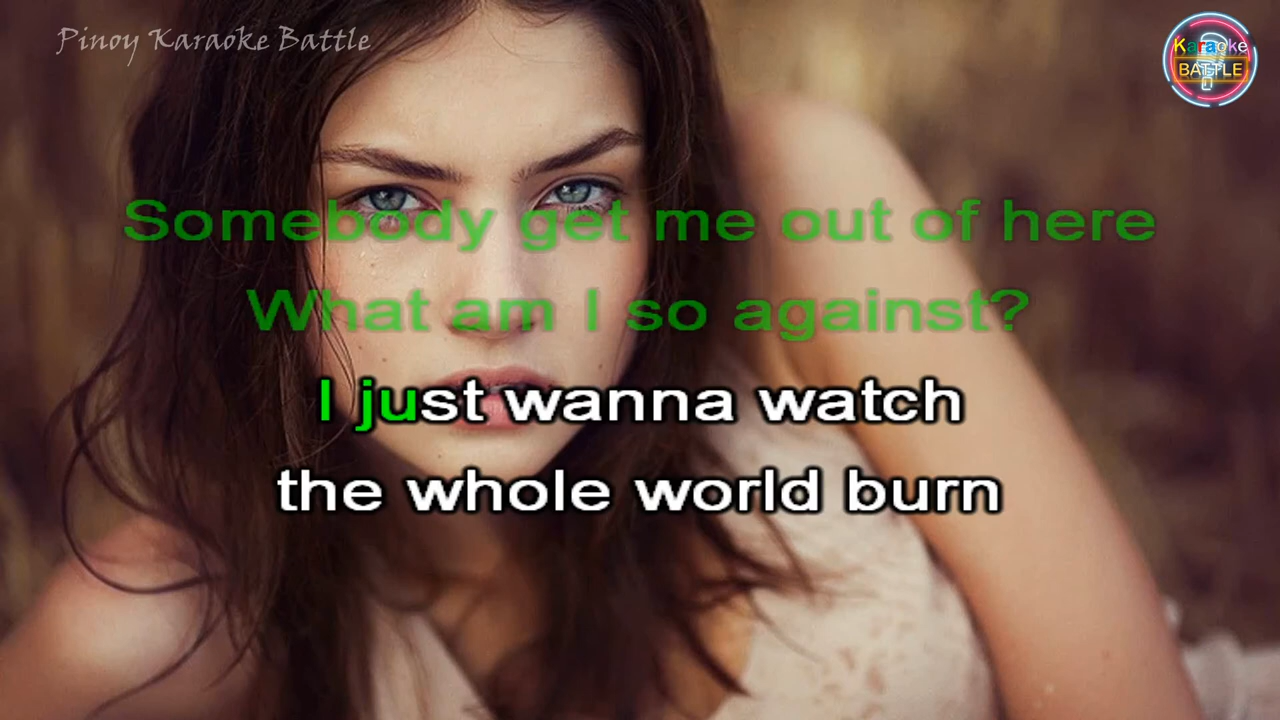 Pinoy Karaoke Battle
Karaoke
BATTLE
Somebody get me out of here
What am I so against?
I just wanna watch
the whole world burn